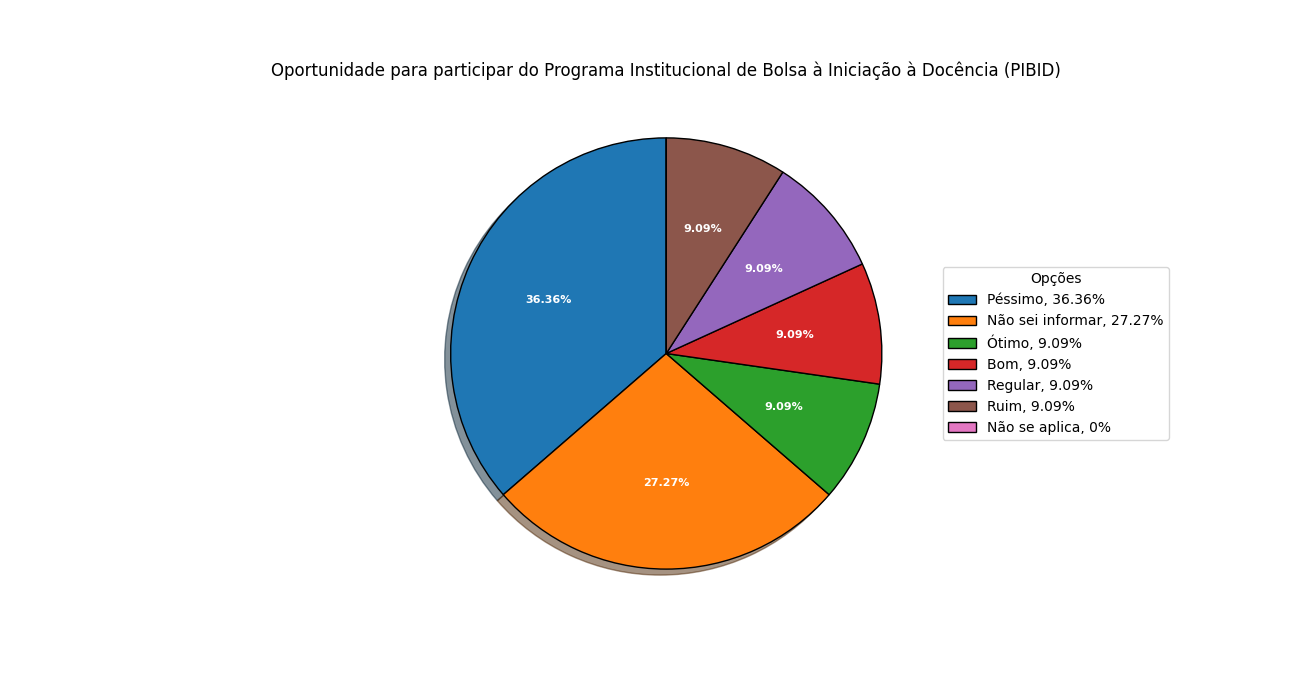 Oportunidade para participar do Programa Institucional de Bolsa à Iniciação à Docência (PIBID)
9.09%
9.09%
36.36%
9.09%
9.09%
27.27%
Opções
Péssimo, 36.36%
Não sei informar, 27.27%
Ótimo, 9.09%
Bom, 9.09%
Regular, 9.09%
Ruim, 9.09%
Não se aplica, 0%